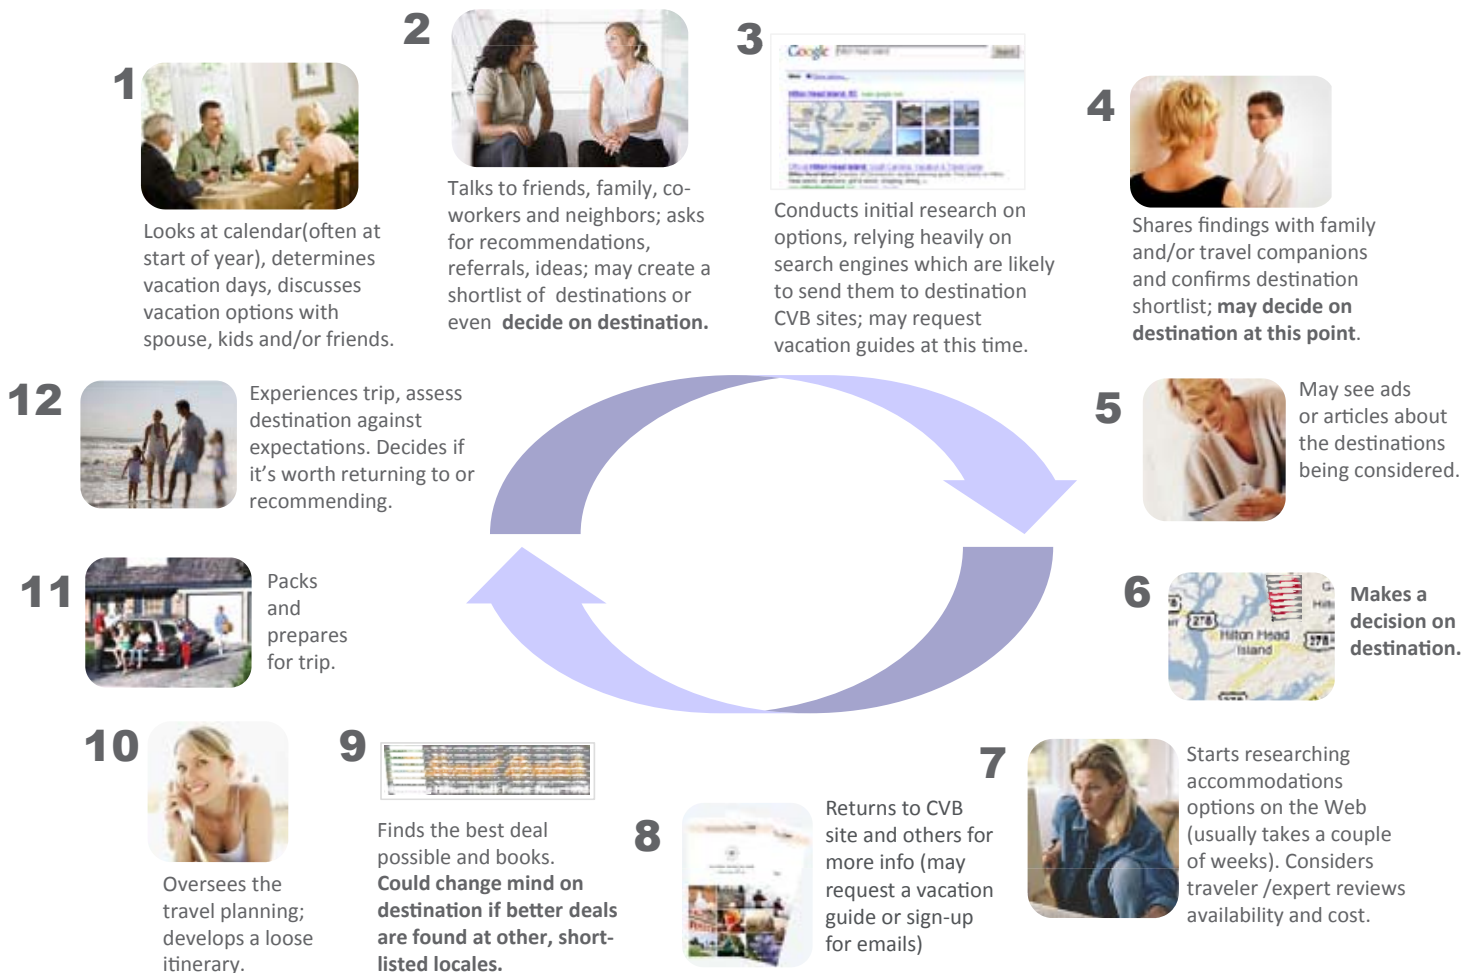 1
Looks at calendar(often at
start of year), determines
vacation days, discusses
vacation options with
spouse, kids and/or friends.
2
Talks to friends, family, co-
workers and neighbors; asks
for recommendations,
referrals, ideas; may create a
shortlist of destinations or
even decide on destination.
3
Google
Conducts initial research on
options, relying heavily on
search engines which are likely
to send them to destination
CVB sites; may request
vacation guides at this time.
4
Shares findings with family
and/or travel companions
and confirms destination
shortlist; may decide on
destination at this point.
5
May see ads
or articles about
the destinations
being considered.
6
278
Hilton Head
Island
278
Makes a
decision on
destination.
7
Starts researching
accommodations
options on the Web
(usually takes a couple
of weeks). Considers
traveler /expert reviews
availability and cost.
8
Returns to CVB
site and others for
more info (may
request a vacation
guide or sign-up
for emails)
9
Finds the best deal
possible and books.
Could change mind on
destination if better deals
are found at other, short-
listed locales.
10
Oversees the
travel planning;
develops a loose
itinerary.
11
Packs
and
prepares
for trip.
12
Experiences trip, assess
destination against
expectations. Decides if
it's worth returning to or
recommending.